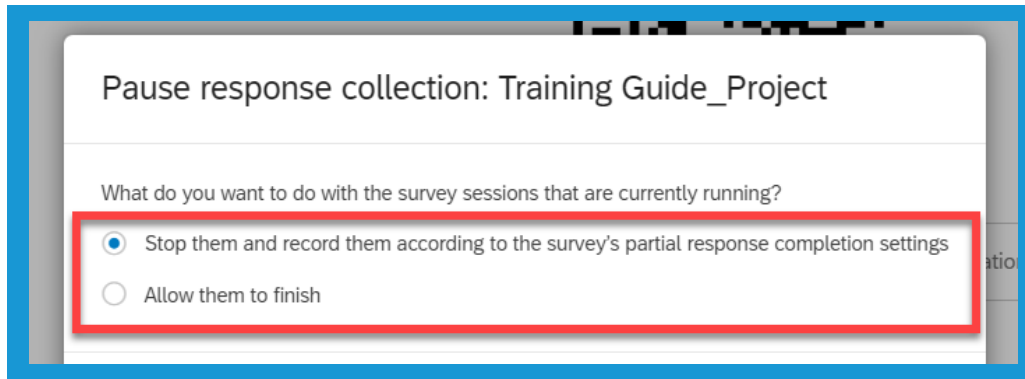 Pause response collection: Training Guide_Project
What do you want to do with the survey sessions that are currently running?
Stop them and record them according to the survey's partial response completion settings
Allow them to finish